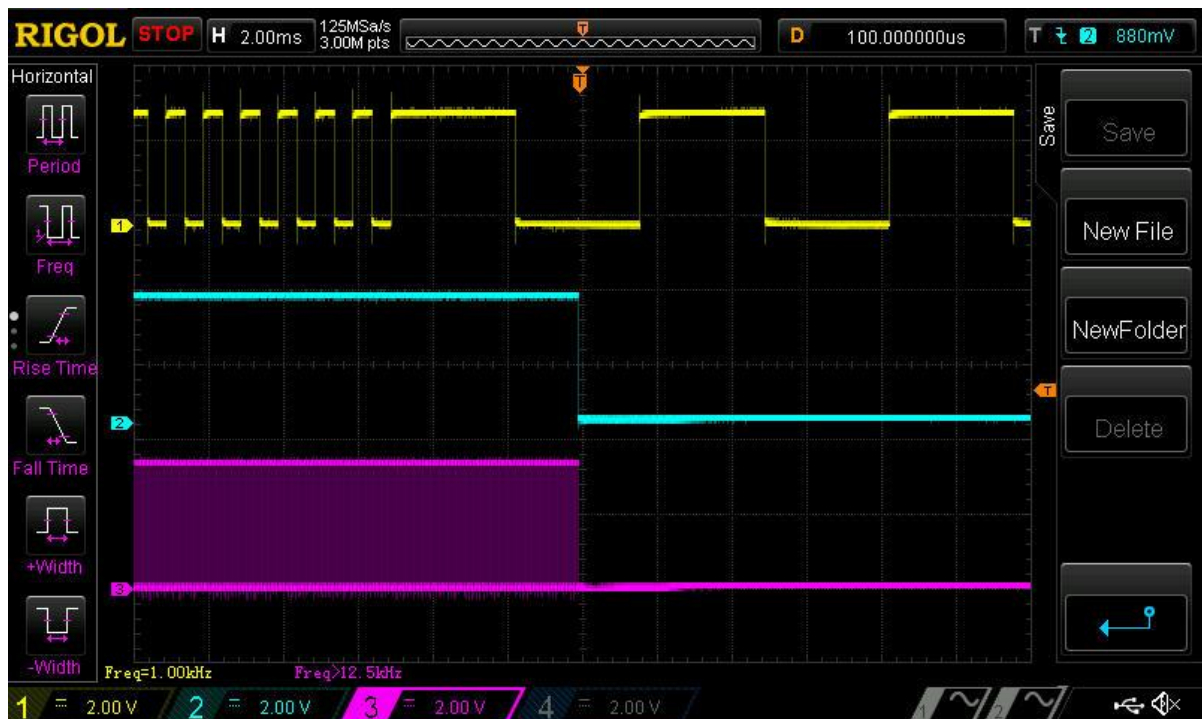 RIGOL STOP H 2.00ms 125MSa/s 3.00M pts T D 100.000000us T 2 880mV
Horizontal
Period
Freq
Rise Time
Fall Time
+Width
-Width
T
1
2
3
T
Freq=1.00kHz Freq>12.5kHz
Save
Save
New File
NewFolder
Delete
1 = 2.00 V 2 = 2.00 V 3 = 2.00 V 4 = 2.00 V 1 2